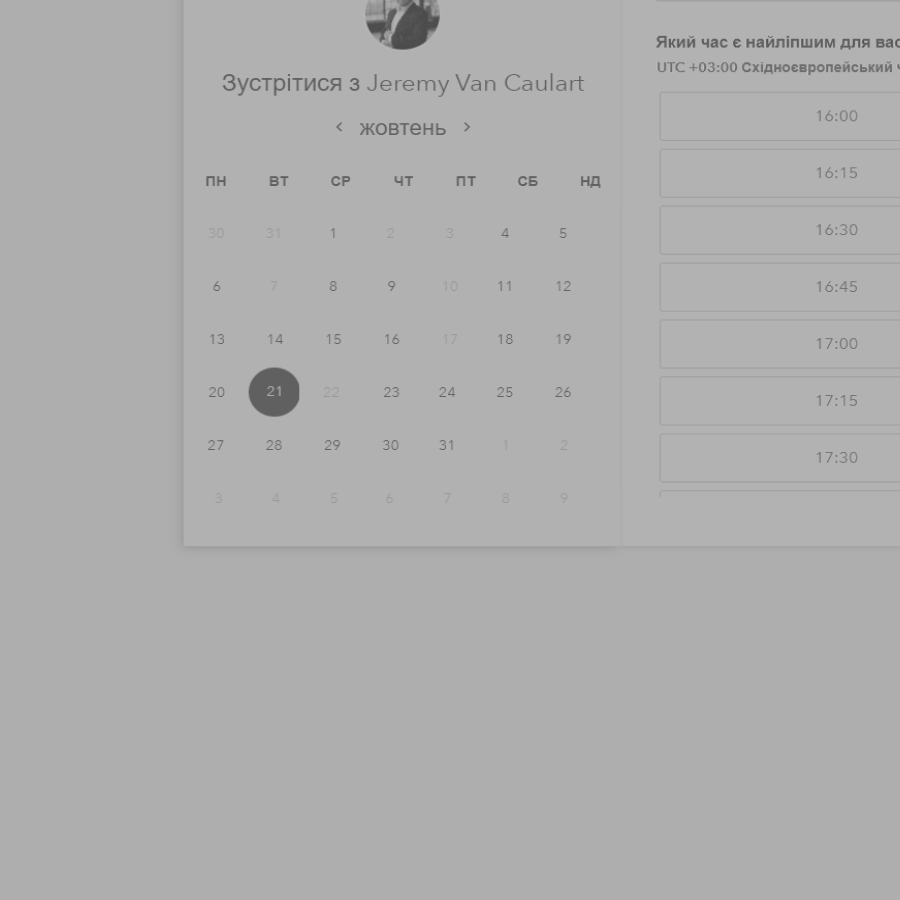 Зустрітися з Jeremy Van Caulart
‹ жовтень ›
ПН ВТ СР ЧТ ПТ СБ НД
30 31 1 2 3 4 5
6 7 8 9 10 11 12
13 14 15 16 17 18 19
20 21 22 23 24 25 26
27 28 29 30 31 1 2
3 4 5 6 7 8 9
Який час є найліпшим для вас
UTC +03:00 Східноєвропейський
16:00
16:15
16:30
16:45
17:00
17:15
17:30